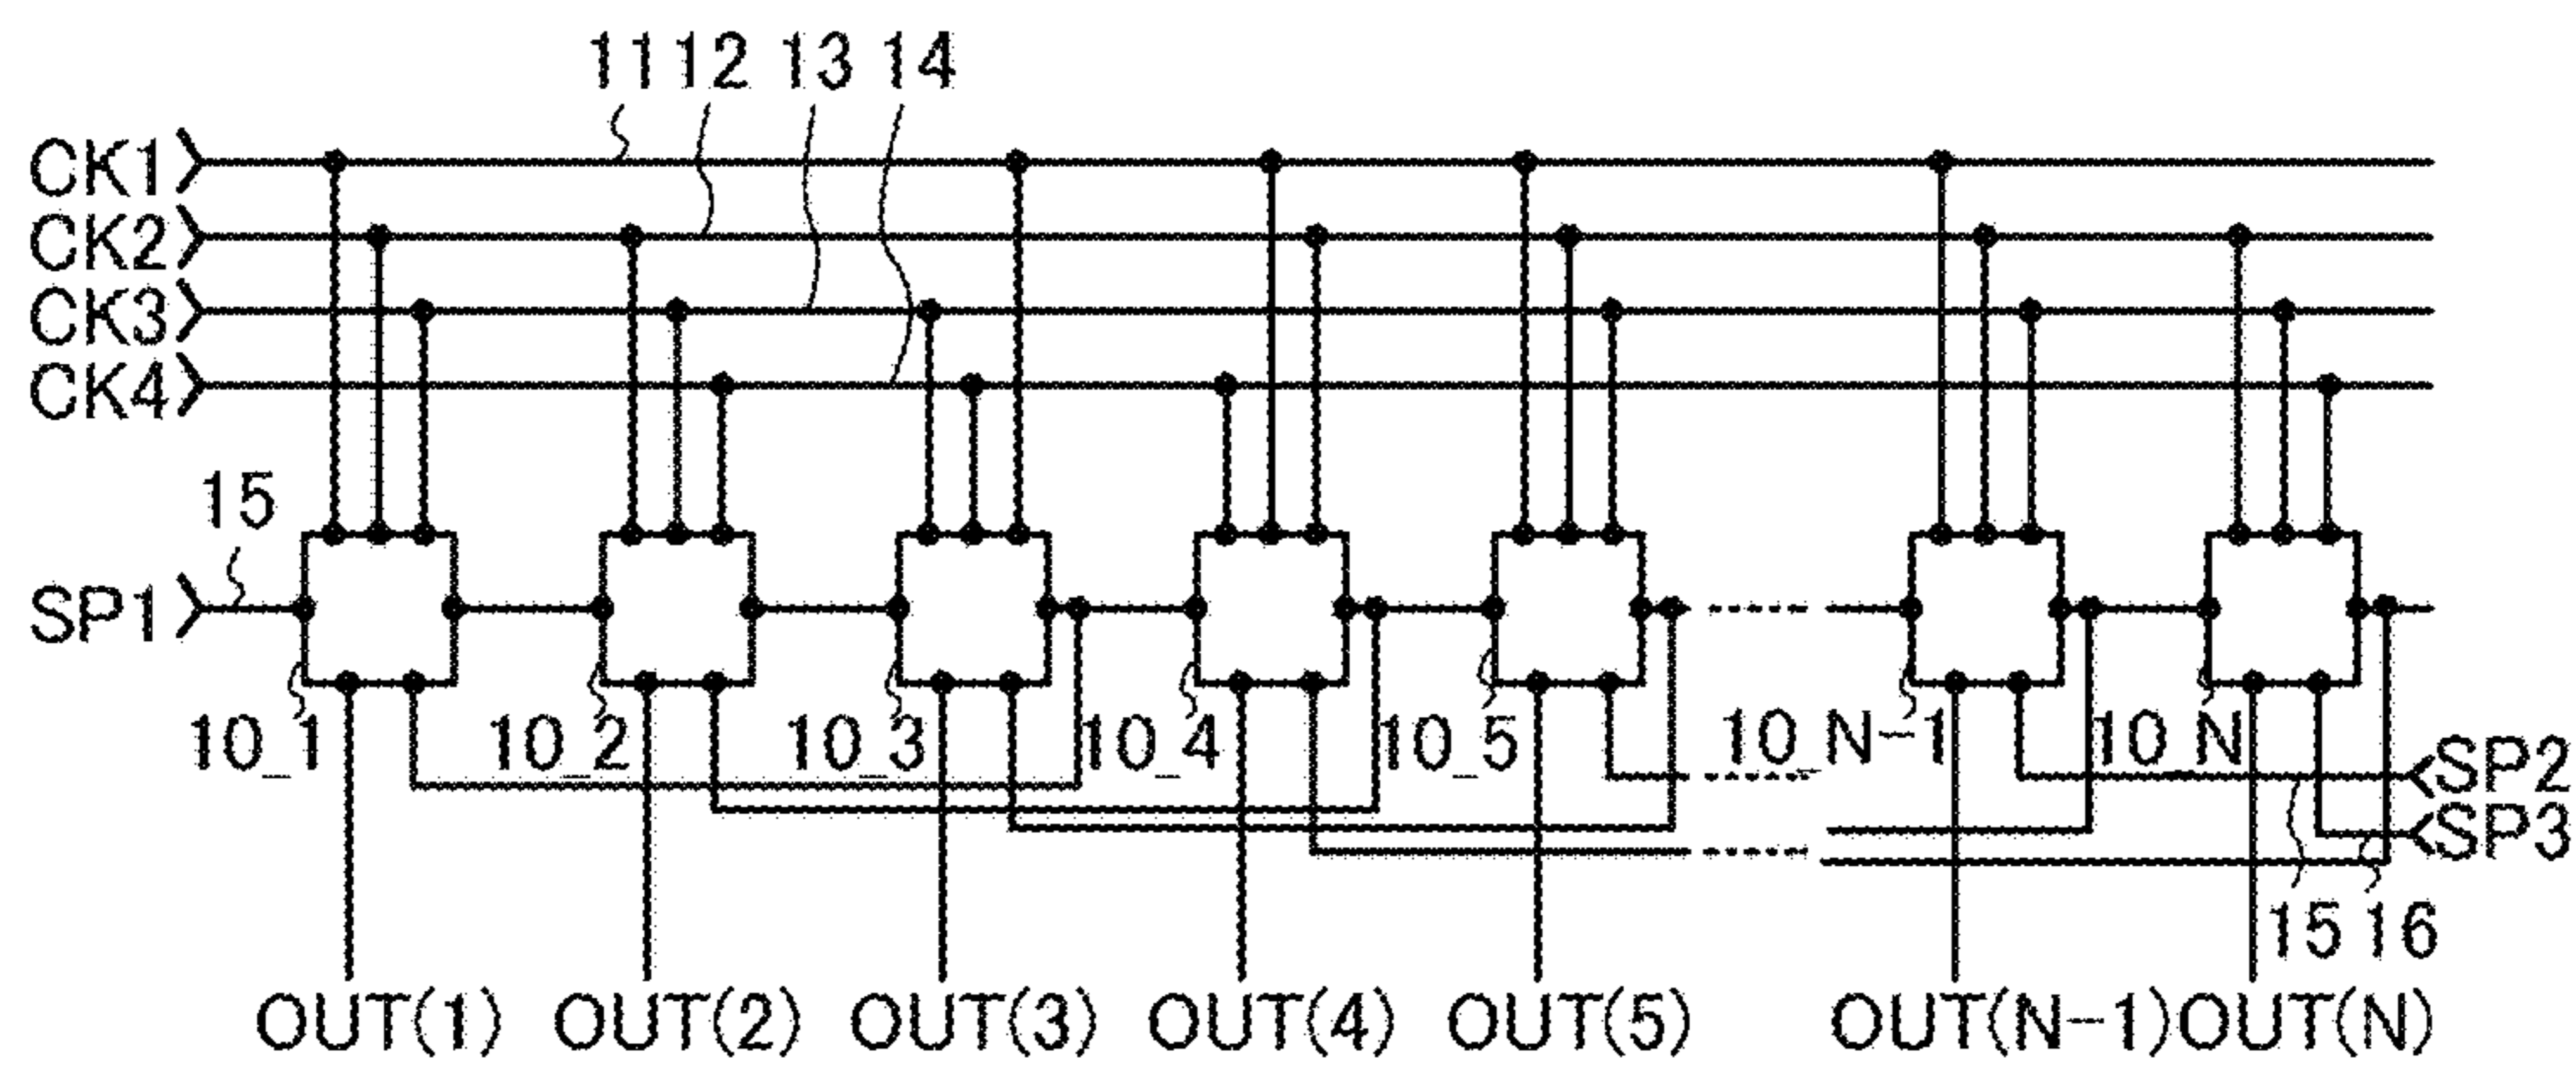 11 12 13 14
CK1
CK2
CK3
CK4
15
SP1
10_1 10_2 10_3 10_4 10_5 10_N-1 10_N
SP2
SP3
15 16
OUT(1) OUT(2) OUT(3) OUT(4) OUT(5) OUT(N-1) OUT(N)